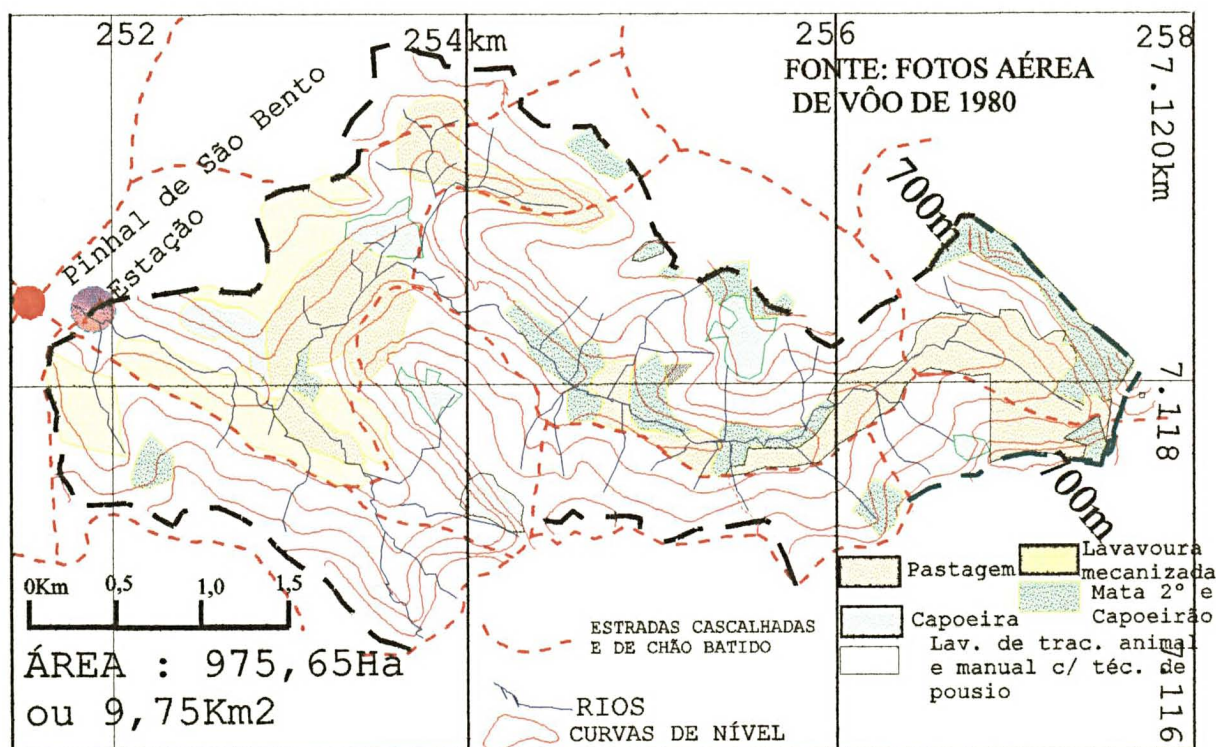 252
254km
256
258
FONTE: FOTOS AÉREA
DE VÔO DE 1980
7.120km
Pinhal de São Bento
Estação
700m
7.118
700m
0Km 0,5 1,0 1,5
ÁREA : 975,65Ha
ou 9,75Km2
ESTRADAS CASCALHADAS
E DE CHÃO BATIDO
RIOS
CURVAS DE NÍVEL
Pastagem
Lavavoura
mecanizada
Capoeira
Mata 2º e
Capoeirão
Lav. de trac. animal
e manual c/ téc. de
pousio
7.116